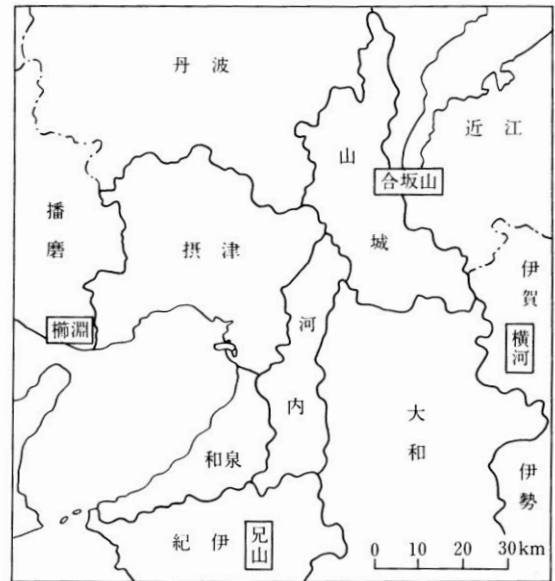 丹波
近江
山城
合坂山
播磨
摂津
伊賀
櫛淵
横河
河内
大和
和泉
伊勢
紀伊
兄山
0 10 20 30km